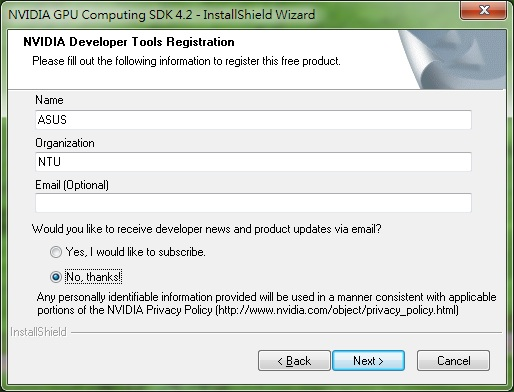 NVIDIA GPU Computing SDK 4.2 - InstallShield Wizard
NVIDIA Developer Tools Registration
Please fill out the following information to register this free product.
Name
ASUS
Organization
NTU
Email (Optional)
Would you like to receive developer news and product updates via email?
Yes, I would like to subscribe.
No, thanks!
Any personally identifiable information provided will be used in a manner consistent with applicable
portions of the NVIDIA Privacy Policy (http://www.nvidia.com/object/privacy_policy.html)
InstallShield
< Back Next > Cancel